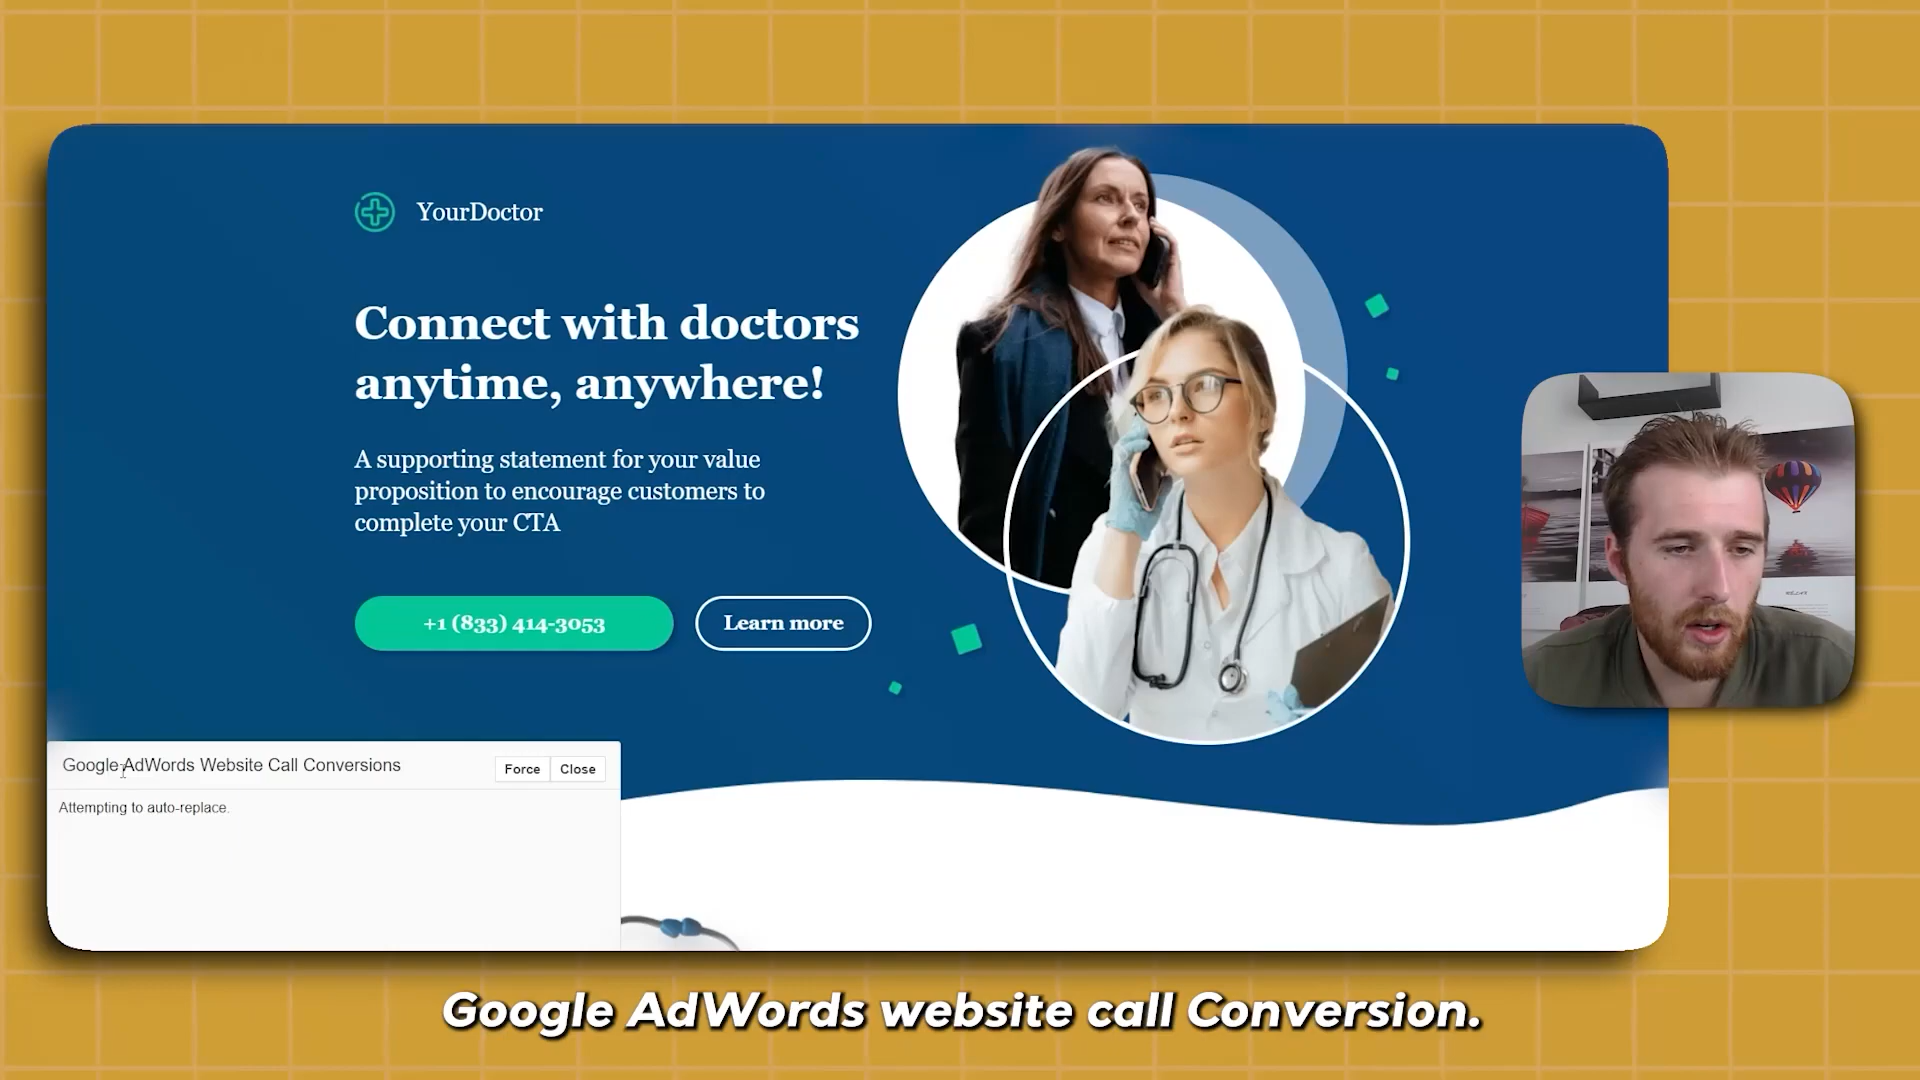 YourDoctor
Connect with doctors
anytime, anywhere!
A supporting statement for your value
proposition to encourage customers to
complete your CTA
+1 (833) 414-3053
Learn more
Google AdWords Website Call Conversions
Force
Close
Attempting to auto-replace.
Google AdWords website call Conversion.